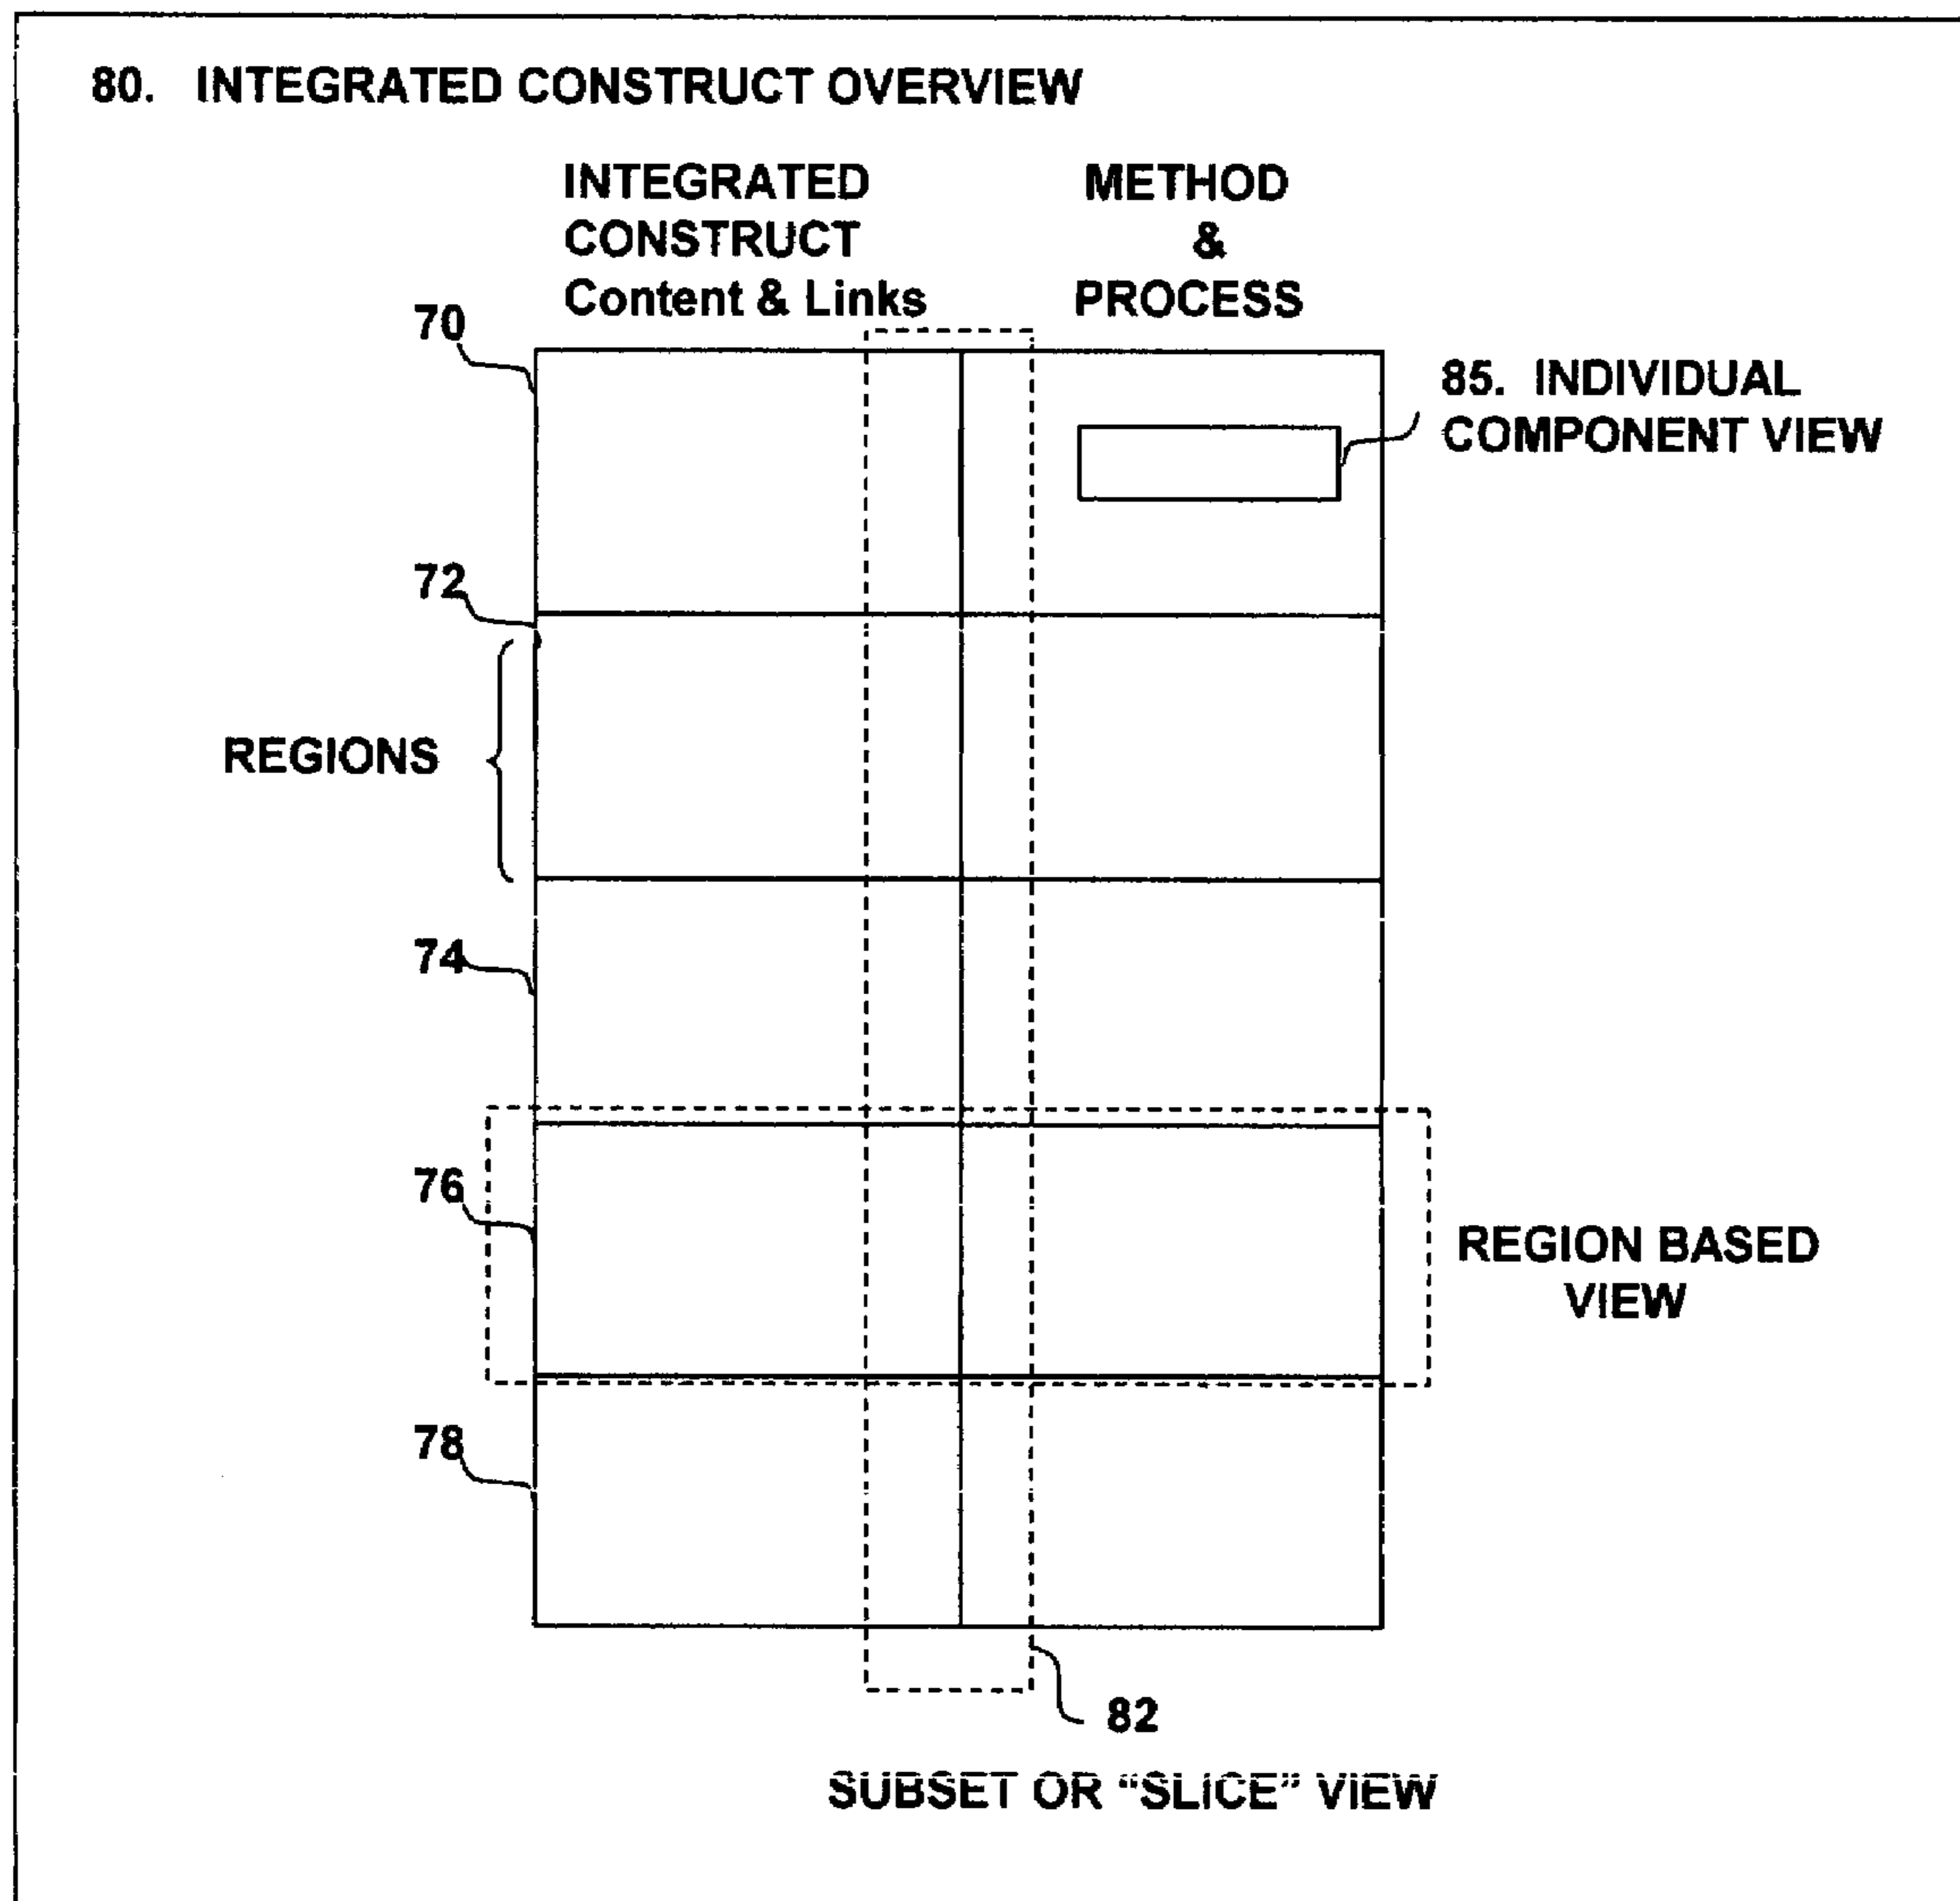 80. INTEGRATED CONSTRUCT OVERVIEW
INTEGRATED
CONSTRUCT
Content & Links
METHOD
&
PROCESS
70
85. INDIVIDUAL
COMPONENT VIEW
72
REGIONS
74
76
REGION BASED
VIEW
78
82
SUBSET OR “SLICE” VIEW